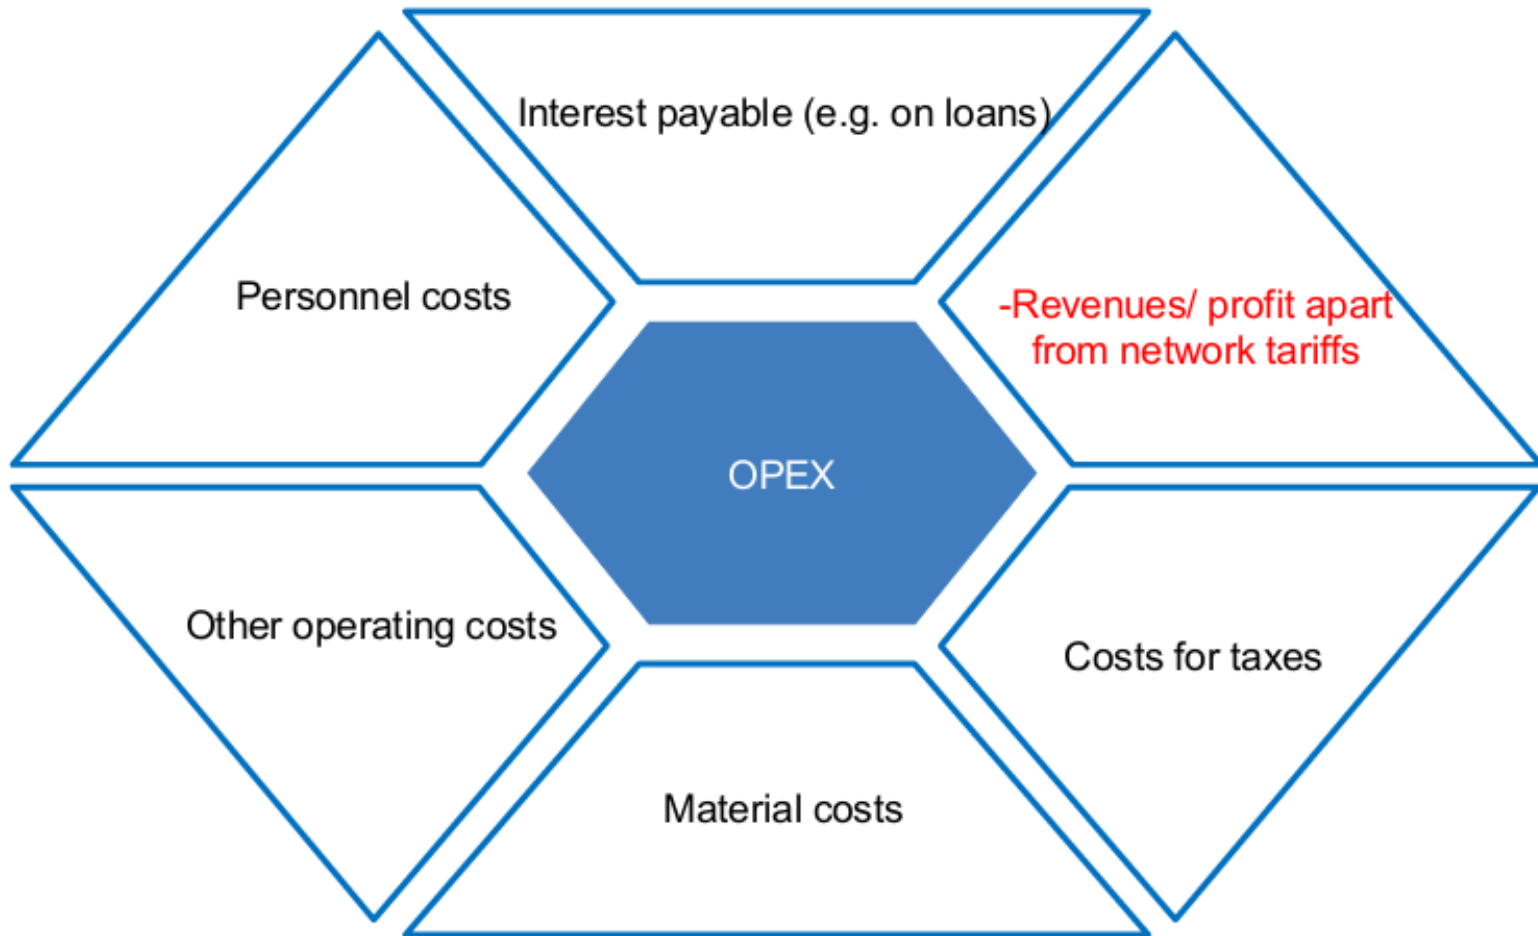 Interest payable (e.g. on loans)
Personnel costs
-Revenues/ profit apart
from network tariffs
OPEX
Other operating costs
Costs for taxes
Material costs